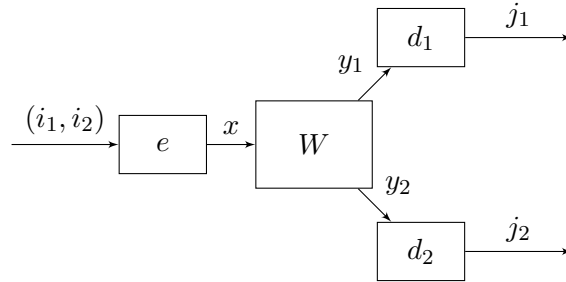 (i₁, i₂)
e
x
W
y₁
d₁
j₁
y₂
d₂
j₂